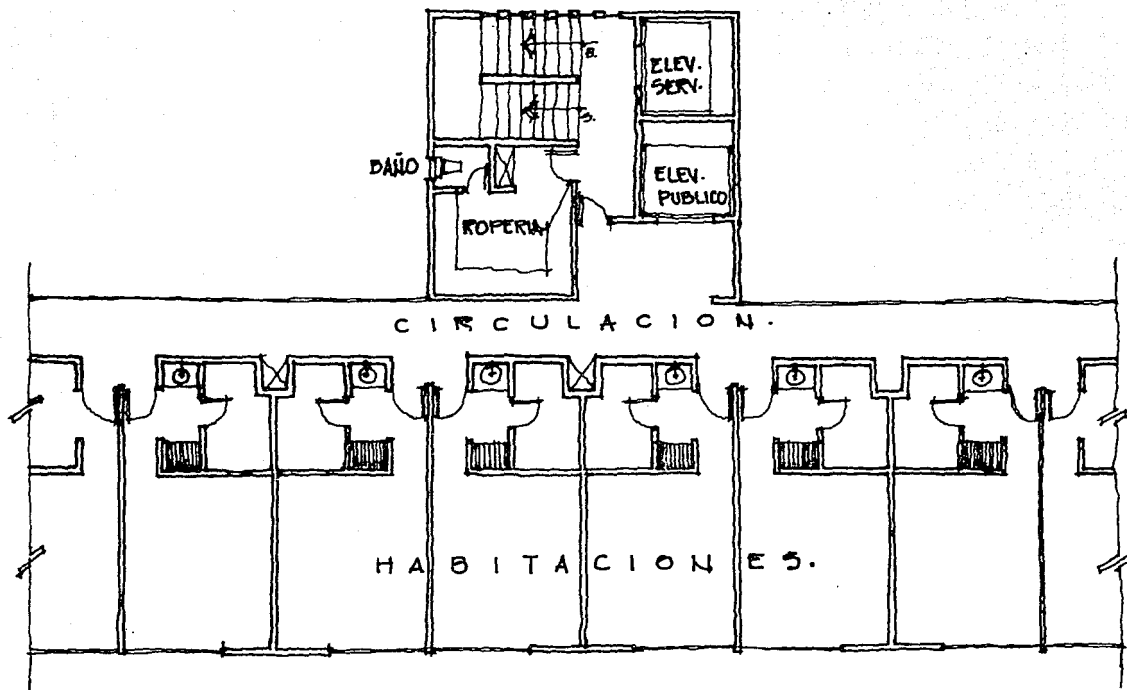 B.
ELEV.
SERV.
S.
BAÑO
ELEV.
PUBLICO
ROPERIA
CIRCULACION.
HABITACIONES.